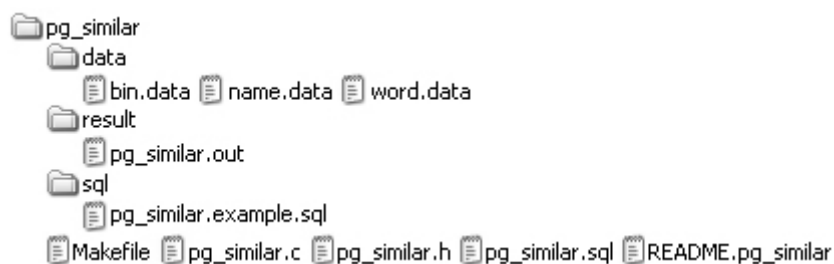 pg_similar
data
bin.data name.data word.data
result
pg_similar.out
sql
pg_similar.example.sql
Makefile pg_similar.c pg_similar.h pg_similar.sql README.pg_similar